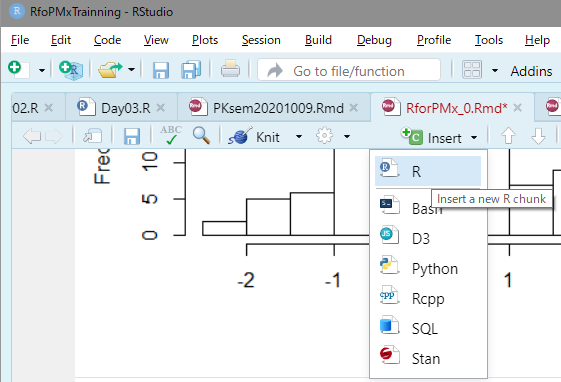 RfoPMxTrainning - RStudio
File Edit Code View Plots Session Build Debug Profile Tools Help
Go to file/function Addins
02.R Day03.R PKsem20201009.Rmd RforPMx_0.Rmd*
ABC Knit Insert
Freq
10
5
0
-2 -1 1
R
Insert a new R chunk
Bash
D3
Python
Rcpp
SQL
Stan